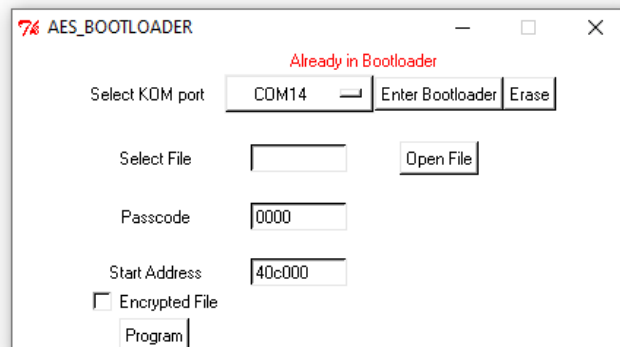 AES_BOOTLOADER
Already in Bootloader
Select KOM port COM14 Enter Bootloader Erase
Select File Open File
Passcode 0000
Start Address 40c000
Encrypted File
Program